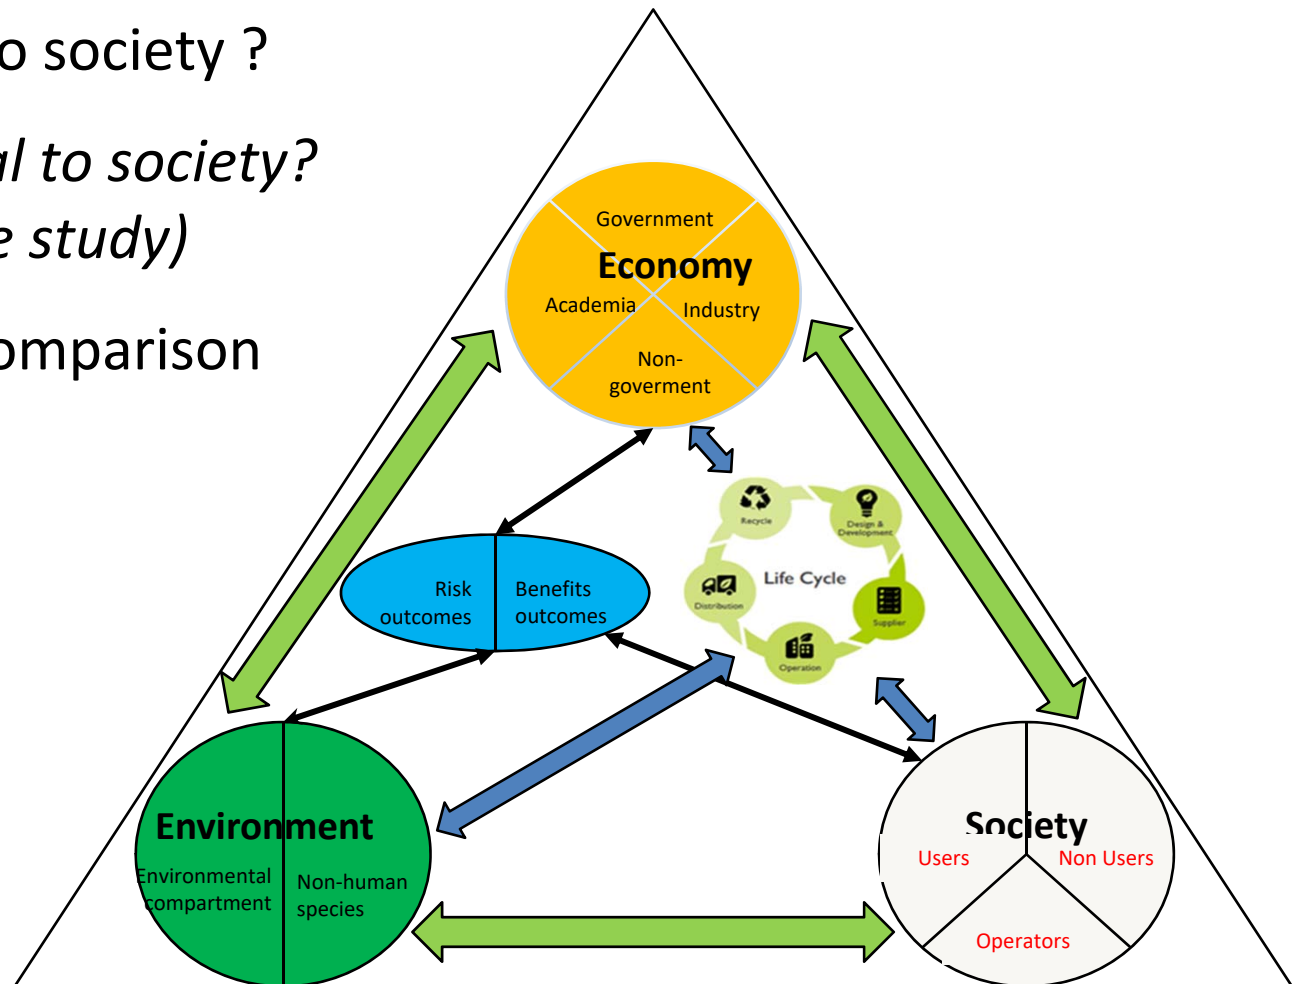 o society ?
al to society?
e study)
omparison
Government
Economy
Academia
Industry
Non-
goverment
Recycle
Design &
Development
Life Cycle
Distribution
Supplier
Operation
Risk
outcomes
Benefits
outcomes
Environment
Environmental
compartment
Non-human
species
Society
Users
Non Users
Operators